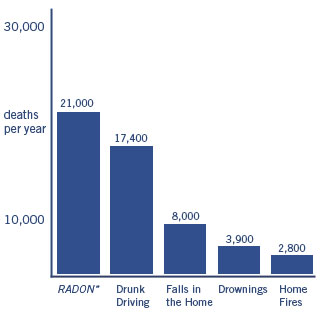 30,000
21,000
deaths
per year
17,400
10,000
8,000
3,900
2,800
RADON*
Drunk
Driving
Falls in
the Home
Drownings
Home
Fires